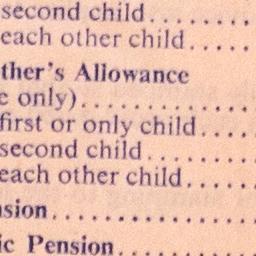 second child..........
each other child......
ther's Allowance
e only)................
first or only child.....
second child..........
each other child......
nsion..................
ic Pension............